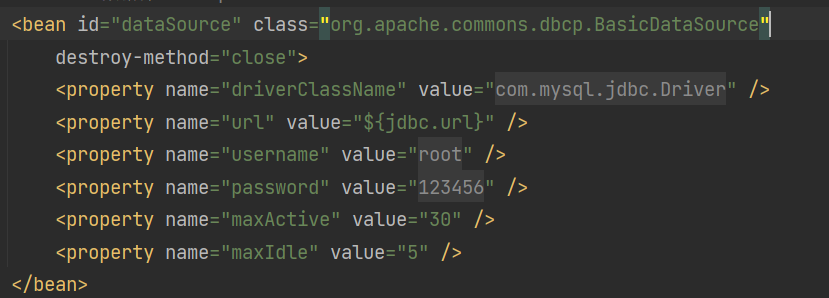 <bean id="dataSource" class="org.apache.commons.dbcp.BasicDataSource"
destroy-method="close">
<property name="driverClassName" value="com.mysql.jdbc.Driver" />
<property name="url" value="${jdbc.url}" />
<property name="username" value="root" />
<property name="password" value="123456" />
<property name="maxActive" value="30" />
<property name="maxIdle" value="5" />
</bean>